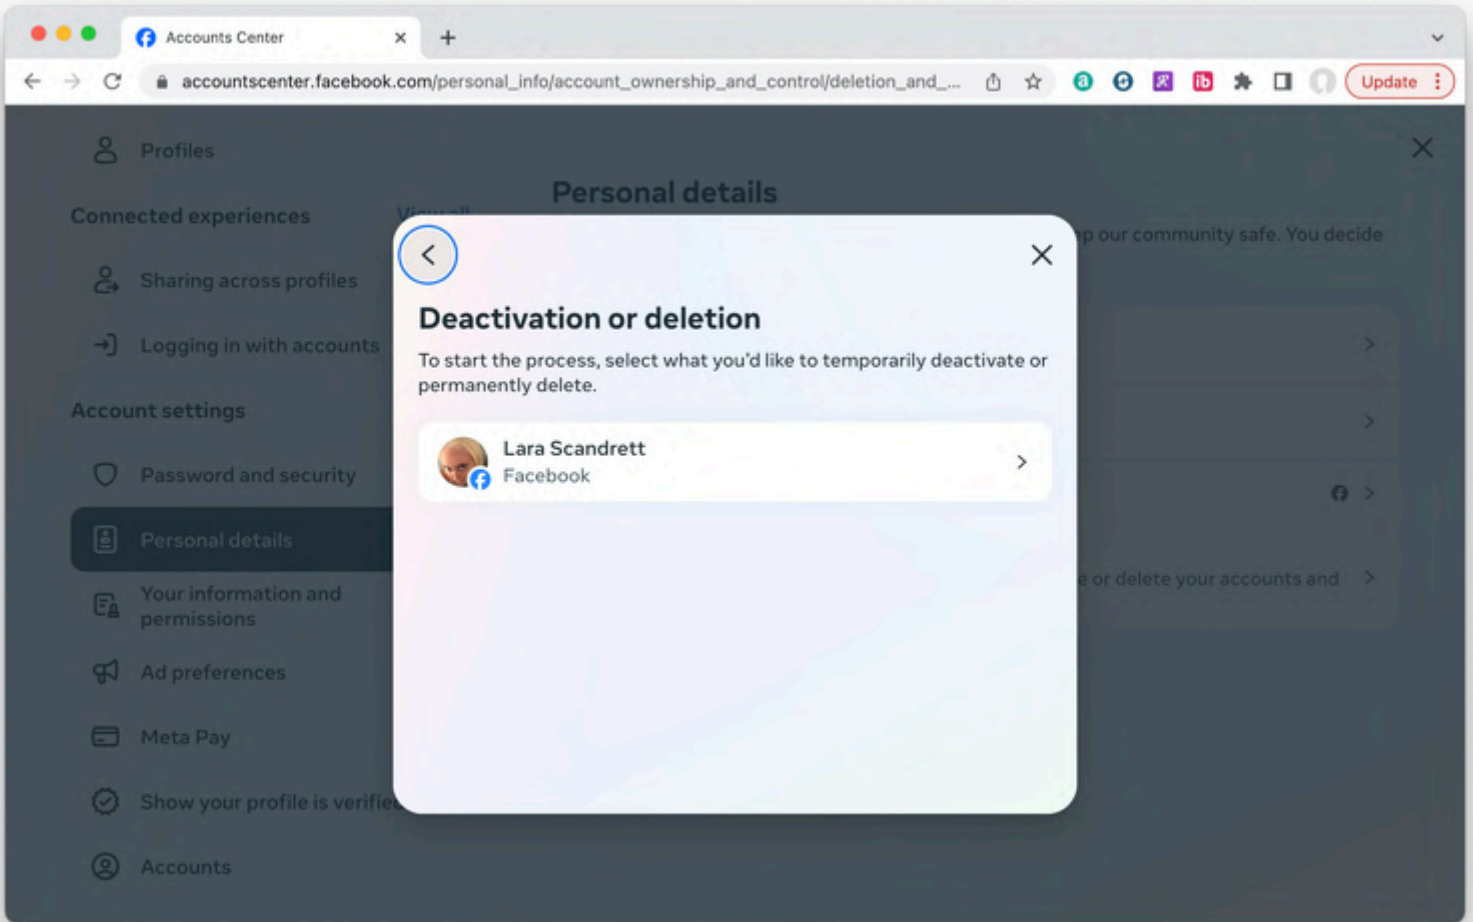 Accounts Center
accountscenter.facebook.com/personal_info/account_ownership_and_control/deletion_and_...
Update
Profiles
Personal details
Connected experiences
View all
p our community safe. You decide
Sharing across profiles
Logging in with accounts
Account settings
Password and security
Personal details
Your information and
permissions
e or delete your accounts and
Ad preferences
Meta Pay
Show your profile is verified
Accounts
Deactivation or deletion
To start the process, select what you'd like to temporarily deactivate or
permanently delete.
Lara Scandrett
Facebook